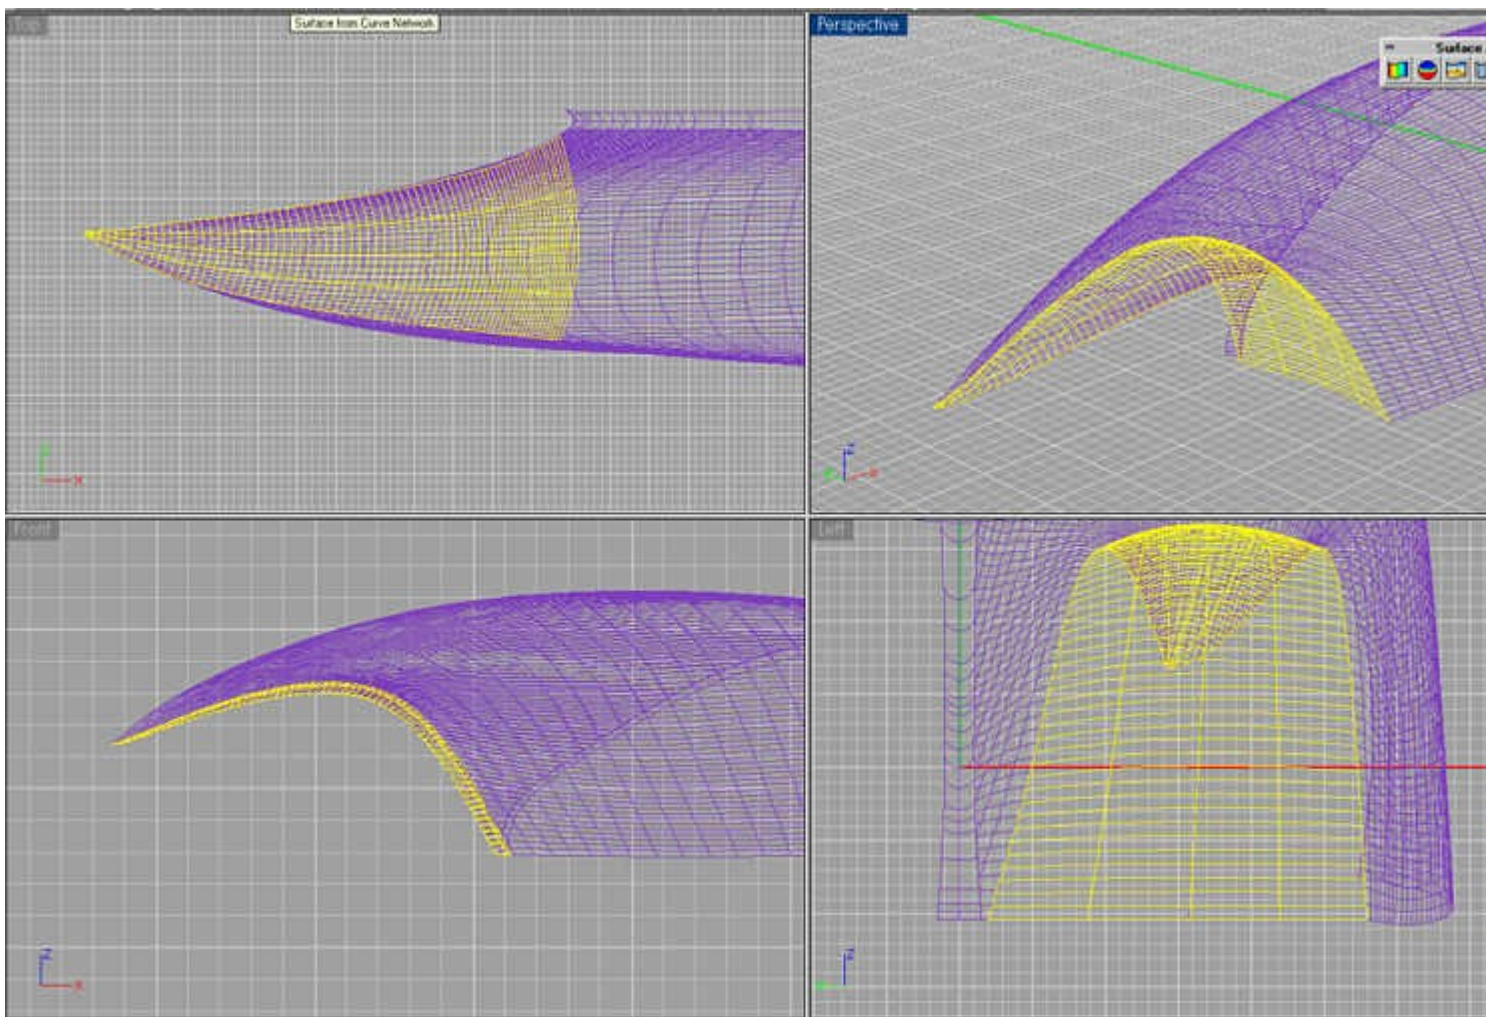 Top
Surface from Curve Network
Perspective
Surface
Front
Left